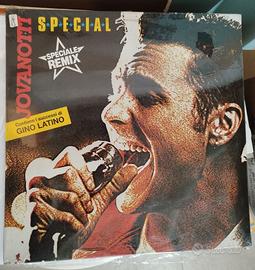 JOVANOTTI
SPECIAL
SPECIALE
REMIX
Contiene i successi di
GINO LATINO